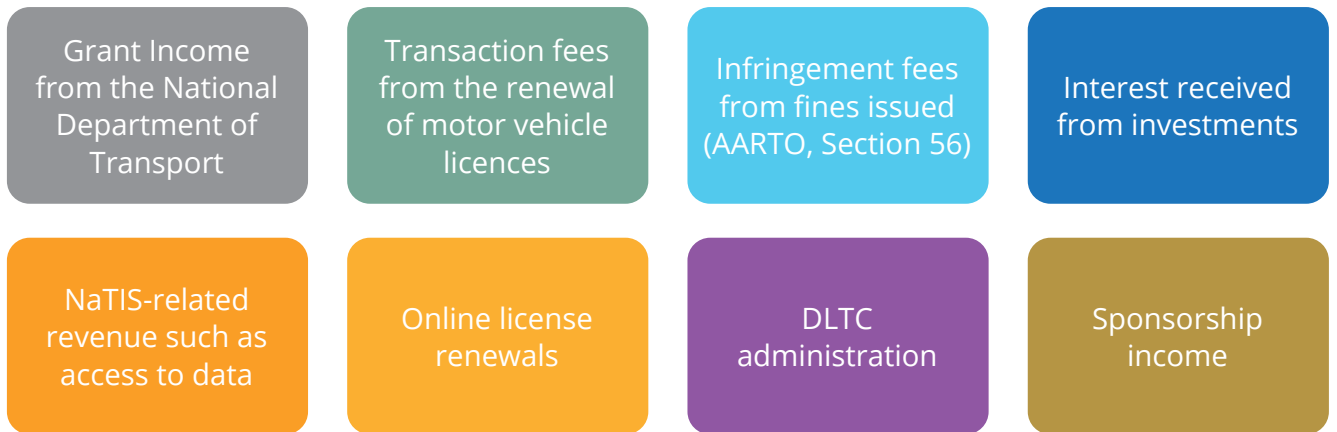 Grant Income
from the National
Department of
Transport
Transaction fees
from the renewal
of motor vehicle
licences
Infringement fees
from fines issued
(AARTO, Section 56)
Interest received
from investments
NaTIS-related
revenue such as
access to data
Online license
renewals
DLTC
administration
Sponsorship
income